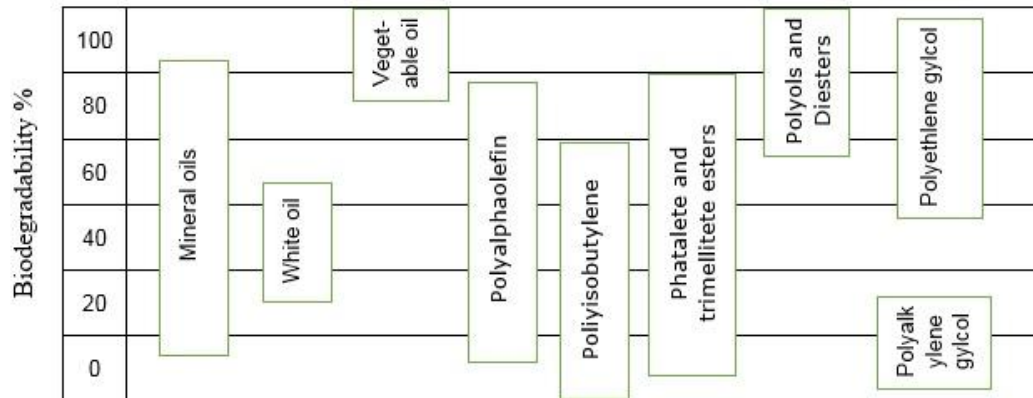 Biodegradability %
100
80
60
40
20
0
Mineral oils
White oil
Veget-
able oil
Polyalphaolefin
Poliyisobutylene
Phatalete and
trimellitete esters
Polyols and
Diesters
Polyethlene gylcol
Polyalk
ylene
gylcol